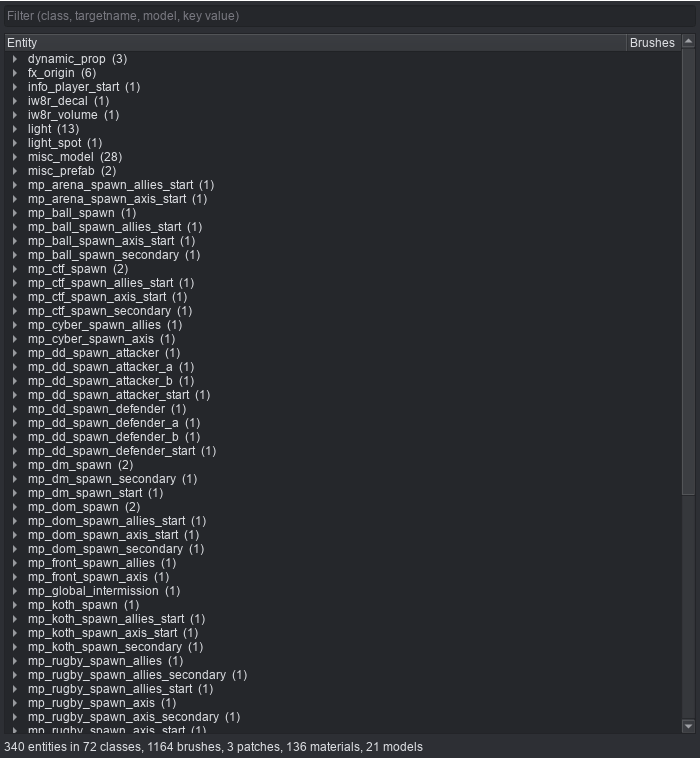 Filter (class, targetname, model, key value)
Entity Brushes
dynamic_prop (3)
fx_origin (6)
info_player_start (1)
iw8r_decal (1)
iw8r_volume (1)
light (13)
light_spot (1)
misc_model (28)
misc_prefab (2)
mp_arena_spawn_allies_start (1)
mp_arena_spawn_axis_start (1)
mp_ball_spawn (1)
mp_ball_spawn_allies_start (1)
mp_ball_spawn_axis_start (1)
mp_ball_spawn_secondary (1)
mp_ctf_spawn (2)
mp_ctf_spawn_allies_start (1)
mp_ctf_spawn_axis_start (1)
mp_ctf_spawn_secondary (1)
mp_cyber_spawn_allies (1)
mp_cyber_spawn_axis (1)
mp_dd_spawn_attacker (1)
mp_dd_spawn_attacker_a (1)
mp_dd_spawn_attacker_b (1)
mp_dd_spawn_attacker_start (1)
mp_dd_spawn_defender (1)
mp_dd_spawn_defender_a (1)
mp_dd_spawn_defender_b (1)
mp_dd_spawn_defender_start (1)
mp_dm_spawn (2)
mp_dm_spawn_secondary (1)
mp_dm_spawn_start (1)
mp_dom_spawn (2)
mp_dom_spawn_allies_start (1)
mp_dom_spawn_axis_start (1)
mp_dom_spawn_secondary (1)
mp_front_spawn_allies (1)
mp_front_spawn_axis (1)
mp_global_intermission (1)
mp_koth_spawn (1)
mp_koth_spawn_allies_start (1)
mp_koth_spawn_axis_start (1)
mp_koth_spawn_secondary (1)
mp_rugby_spawn_allies (1)
mp_rugby_spawn_allies_secondary (1)
mp_rugby_spawn_allies_start (1)
mp_rugby_spawn_axis (1)
mp_rugby_spawn_axis_secondary (1)
mp_rugby_spawn_axis_start (1)
340 entities in 72 classes, 1164 brushes, 3 patches, 136 materials, 21 models